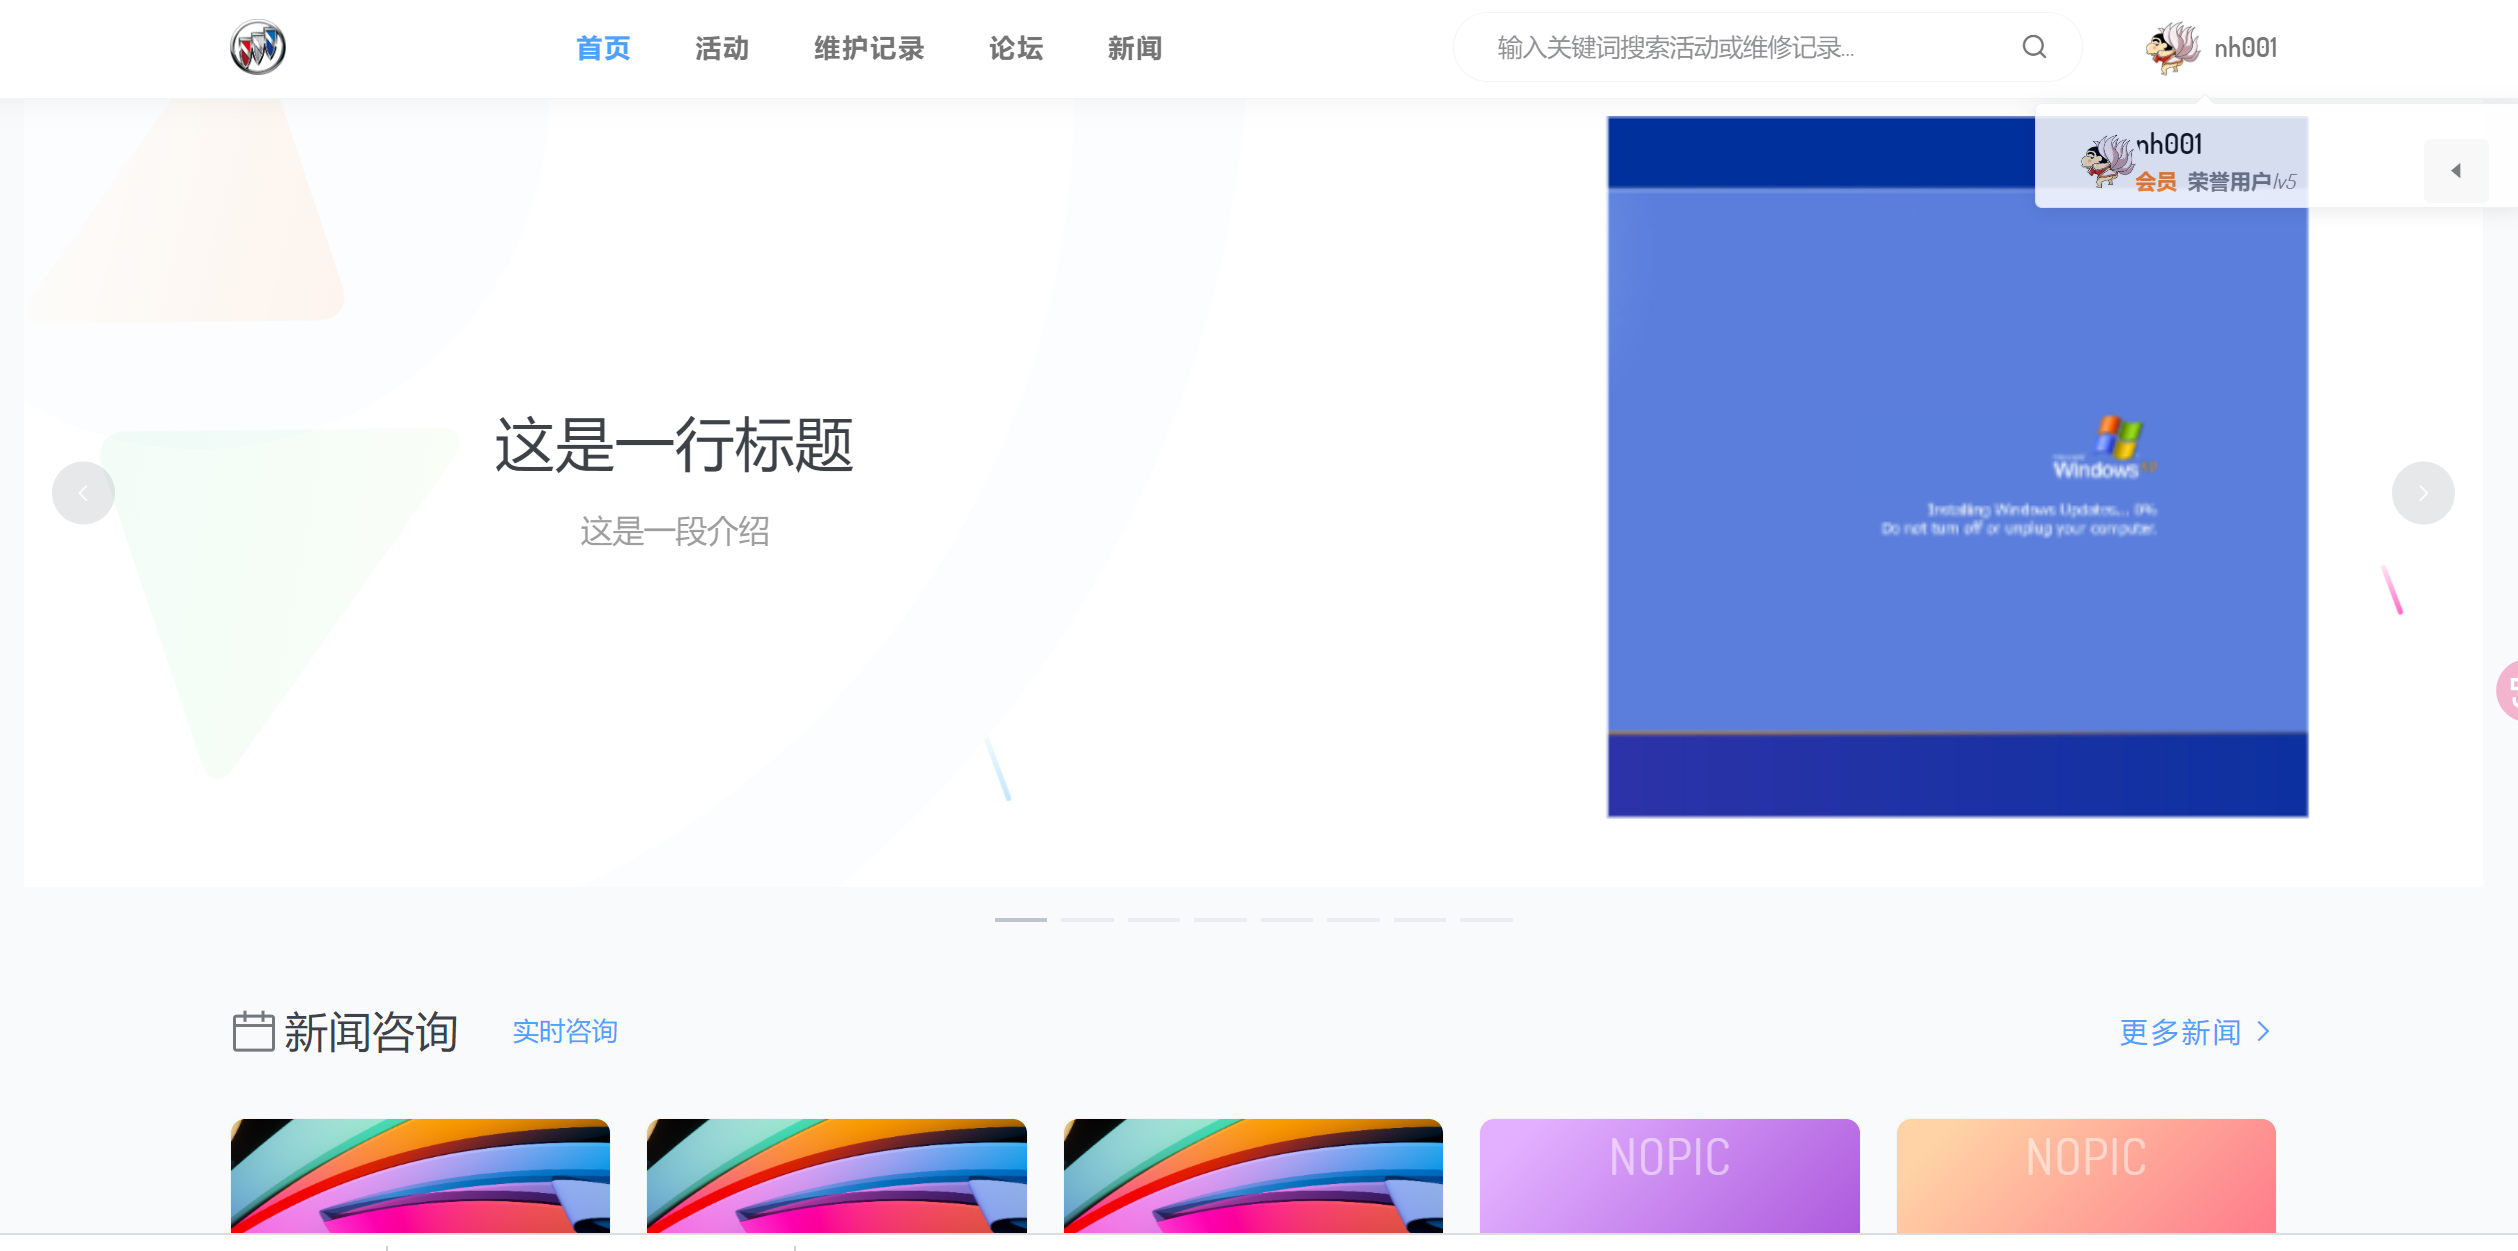 首页 活动 维护记录 论坛 新闻
输入关键词搜索活动或维修记录...
nh001
nh001
会员 荣誉用户lv5
这是一行标题
这是一段介绍
Windows
Installing Windows Updates... 0%
Do not turn off or unplug your computer.
新闻咨询 实时咨询 更多新闻
NOPIC NOPIC